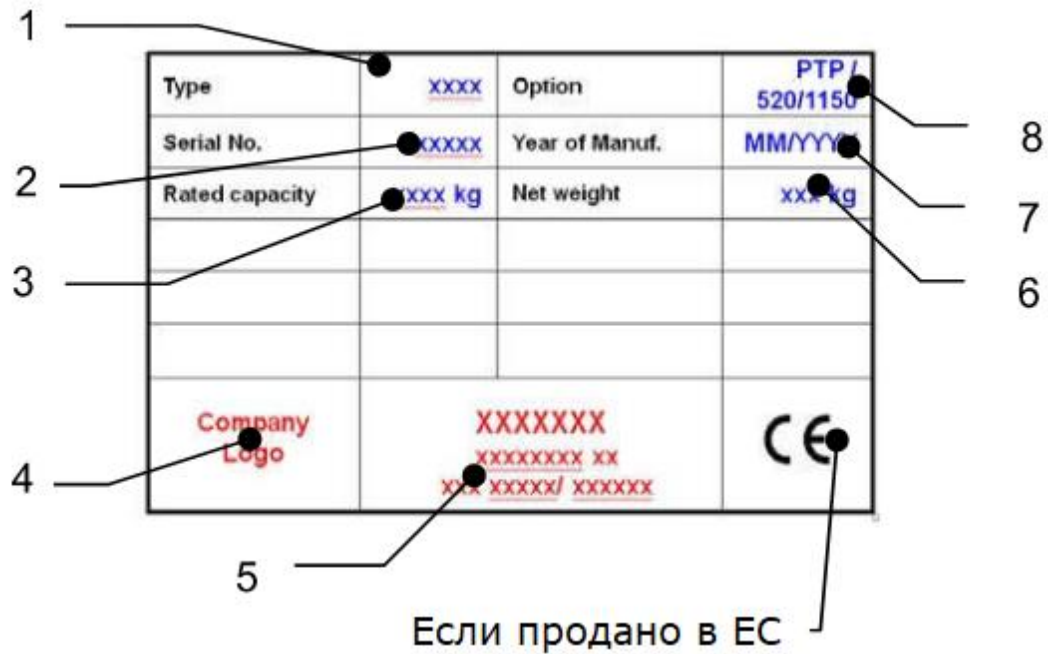 1
Type xxxx Option PTP / 520/1150
8
Serial No. xxxxx Year of Manuf. MM/YYYY
2
7
Rated capacity xxxx kg Net weight xxx kg
3
6
Company Logo
XXXXXXX
xxxxxxxx xx
xxx xxxxx/ xxxxxx
CE
4
5
Если продано в ЕС